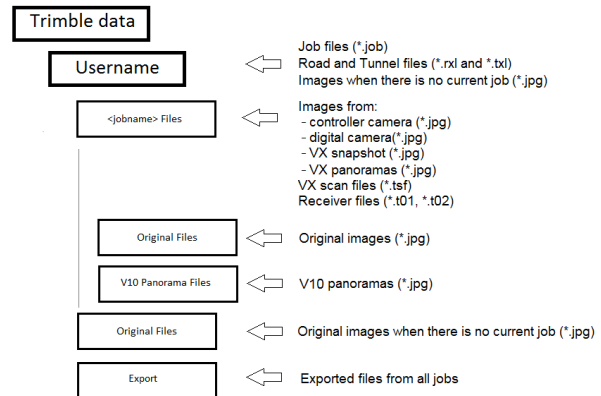 Trimble data
Username
Job files (*.job)
Road and Tunnel files (*.rxl and *.txl)
Images when there is no current job (*.jpg)
<jobname> Files
Images from:
- controller camera (*.jpg)
- digital camera(*.jpg)
- VX snapshot (*.jpg)
- VX panoramas (*.jpg)
VX scan files (*.tsf)
Receiver files (*.t01, *.t02)
Original Files
Original images (*.jpg)
V10 Panorama Files
V10 panoramas (*.jpg)
Original Files
Original images when there is no current job (*.jpg)
Export
Exported files from all jobs